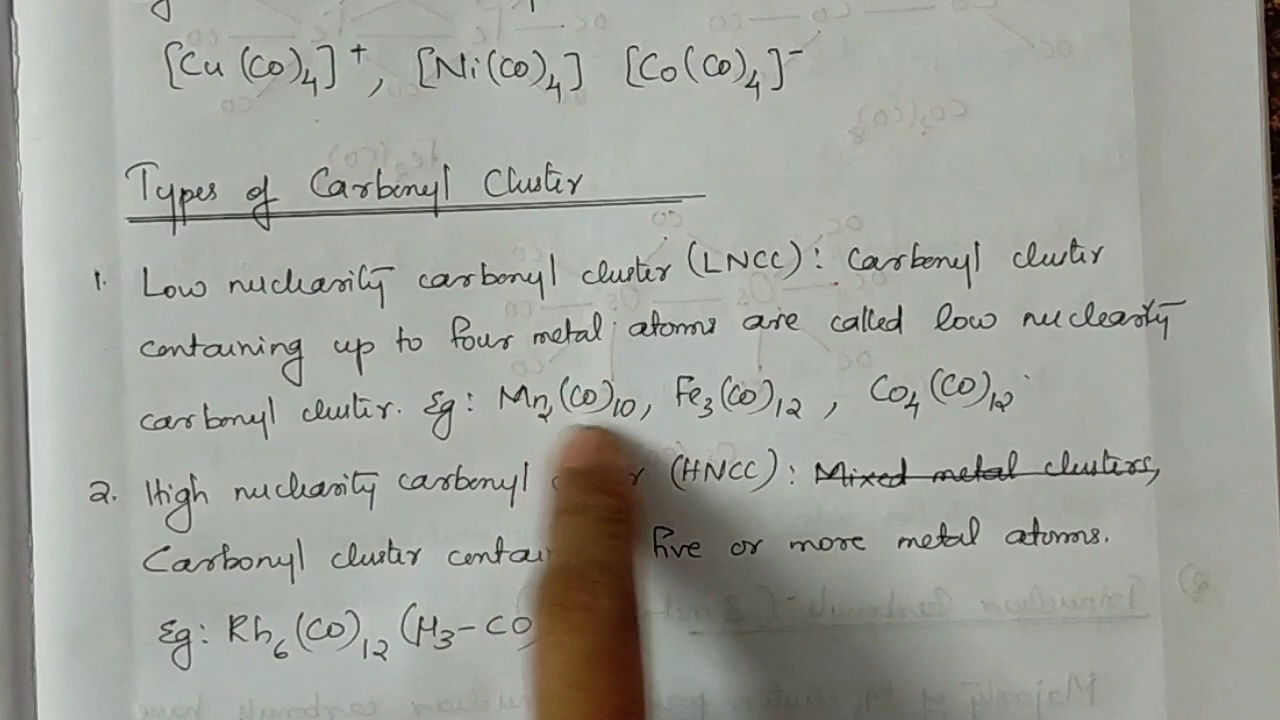 [Cu(CO)₄]⁺, [Ni(CO)₄] [Co(CO)₄]⁻
Types of Carbonyl Cluster
1. Low nuclearity carbonyl cluster (LNCC): Carbonyl cluster
containing up to four metal atoms are called low nuclearity
carbonyl cluster. Eg: Mn₂(CO)₁₀, Fe₃(CO)₁₂, Co₄(CO)₁₂.
2. High nuclearity carbonyl (HNCC): Mixed metal clusters,
Carbonyl cluster five or more metal atoms.
Eg: Rh₆(CO)₁₂(μ₃-CO